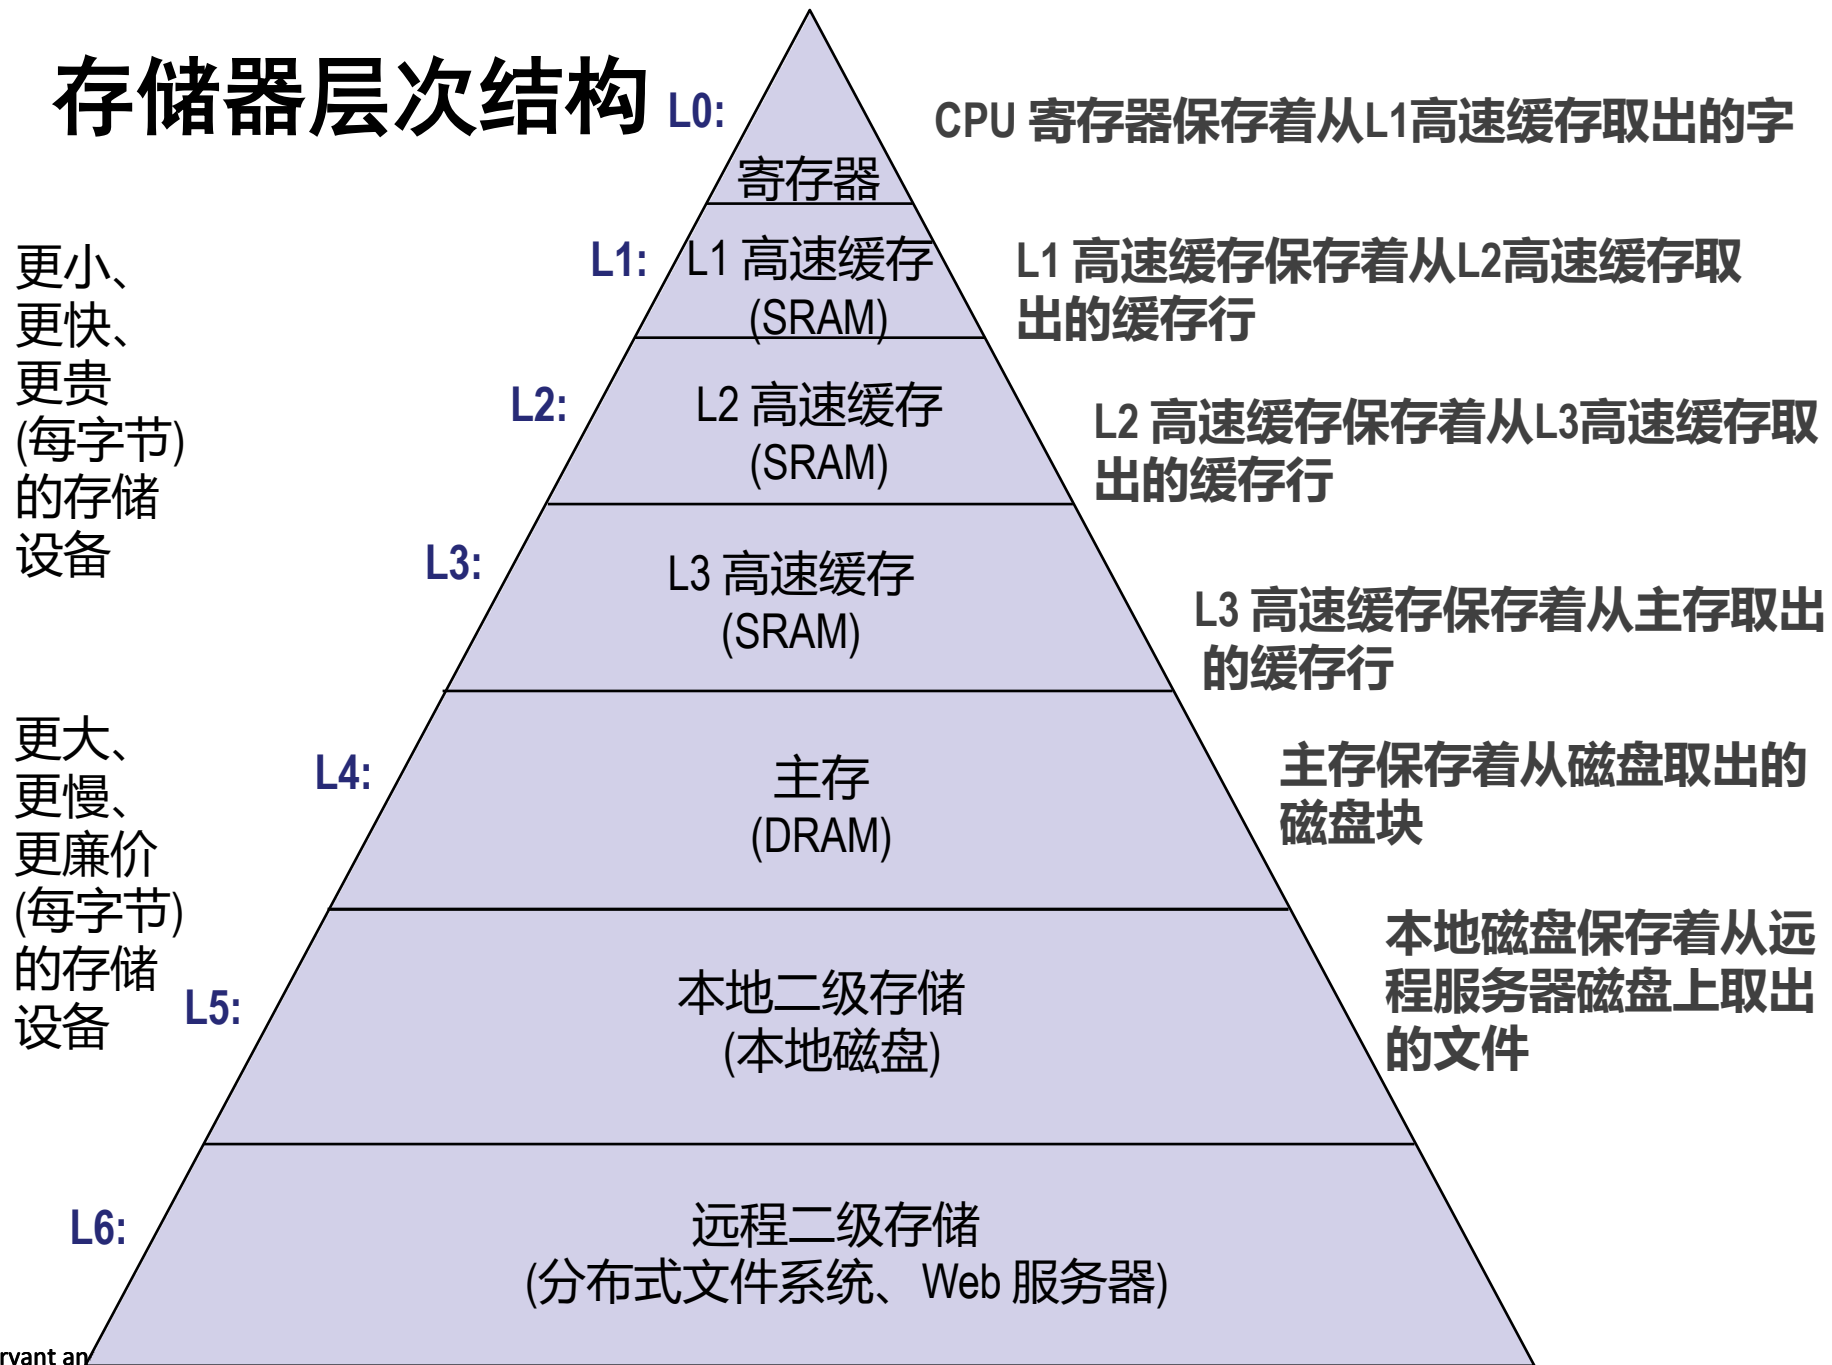 存储器层次结构
L0:
CPU 寄存器保存着从L1高速缓存取出的字
寄存器
L1:
L1 高速缓存
(SRAM)
L1 高速缓存保存着从L2高速缓存取
出的缓存行
更小、
更快、
更贵
(每字节)
的存储
设备
L2:
L2 高速缓存
(SRAM)
L2 高速缓存保存着从L3高速缓存取
出的缓存行
L3:
L3 高速缓存
(SRAM)
L3 高速缓存保存着从主存取出
的缓存行
更大、
更慢、
更廉价
(每字节)
的存储
设备
L4:
主存
(DRAM)
主存保存着从磁盘取出的
磁盘块
L5:
本地二级存储
(本地磁盘)
本地磁盘保存着从远
程服务器磁盘上取出
的文件
L6:
远程二级存储
(分布式文件系统、Web 服务器)